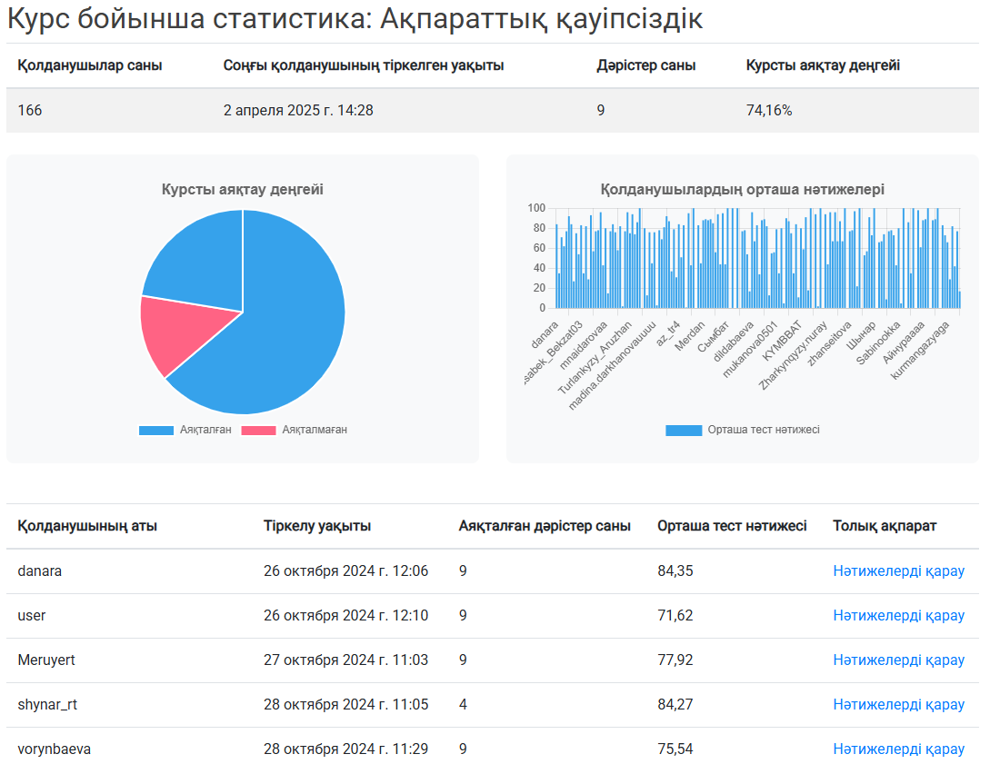 Курс бойынша статистика: Ақпараттық қауіпсіздік
Қолданушылар саны Соңғы қолданушының тіркелген уақыты Дәрістер саны Курсты аяқтау деңгейі
166 2 апреля 2025 г. 14:28 9 74,16%
Курсты аяқтау деңгейі
Аяқталған Аяқталмаған
Қолданушылардың орташа нәтижелері
100
80
60
40
20
0
danara
mnaidarovaa
Turlankyzy_Aruzhan
madina.darkhanovauuuu
az_tr4
Merdan
Сымбат
dildabaeva
mukanova0501
KYMBBAT
Zharkynqyzy.nuray
zhanseitova
Шынар
Sabinookka
Айнураааа
kurmangazyaga
Орташа тест нәтижесі
Қолданушының аты Тіркелу уақыты Аяқталған дәрістер саны Орташа тест нәтижесі Толық ақпарат
danara 26 октября 2024 г. 12:06 9 84,35 Нәтижелерді қарау
user 26 октября 2024 г. 12:10 9 71,62 Нәтижелерді қарау
Meruyert 27 октября 2024 г. 11:03 9 77,92 Нәтижелерді қарау
shynar_rt 28 октября 2024 г. 11:05 4 84,27 Нәтижелерді қарау
vorynbaeva 28 октября 2024 г. 11:29 9 75,54 Нәтижелерді қарау